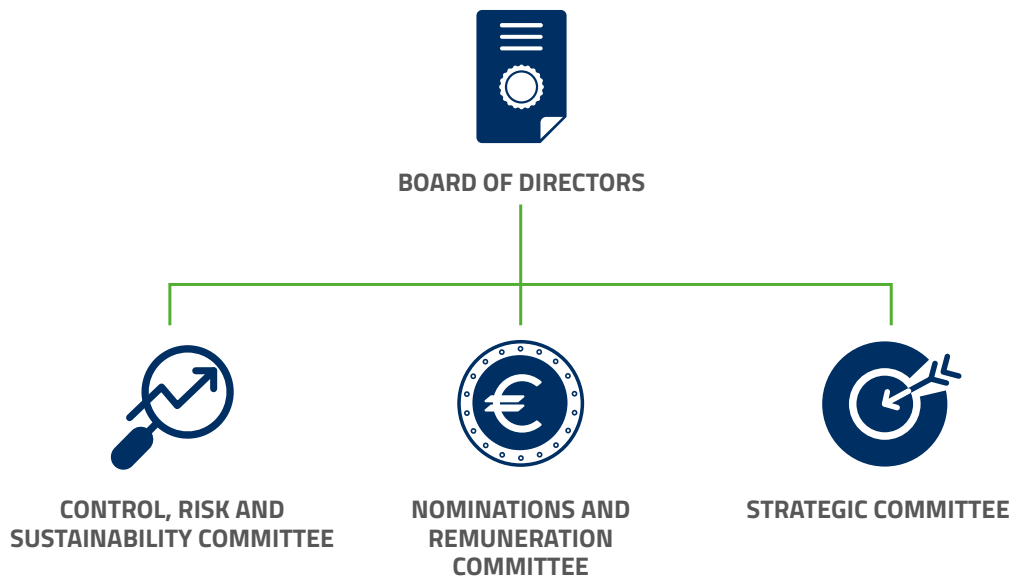 BOARD OF DIRECTORS
CONTROL, RISK AND
SUSTAINABILITY COMMITTEE
NOMINATIONS AND
REMUNERATION
COMMITTEE
STRATEGIC COMMITTEE